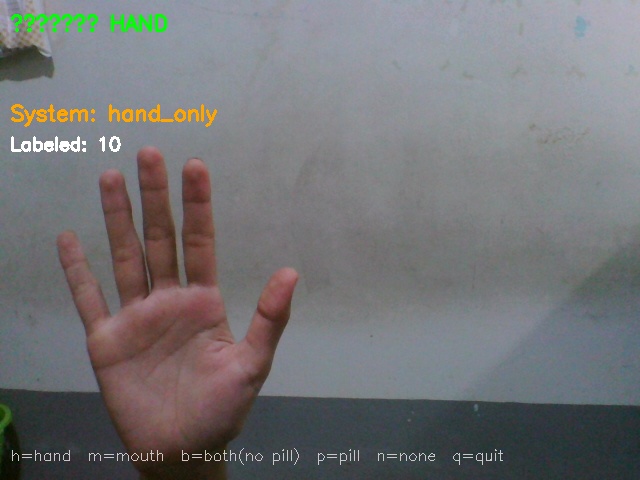 ??????? HAND
System: hand_only
Labeled: 10
h=hand m=mouth b=both(no pill) p=pill n=none q=quit